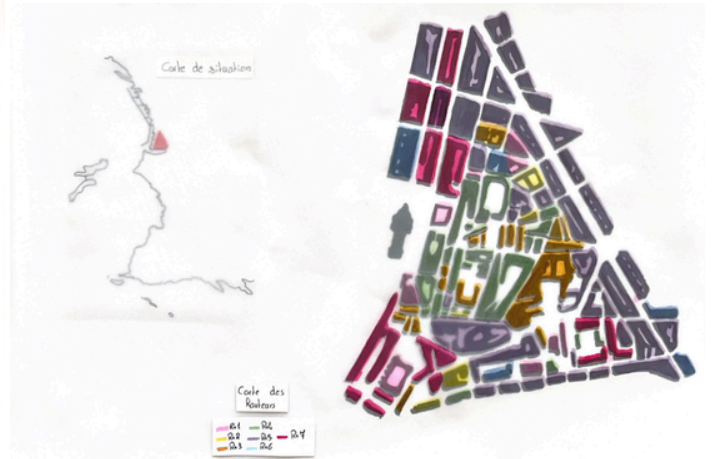 Carte de situation
Carte des
Hauteurs
R+1
R+4
R+2
R+5
R+7
R+3
R+6